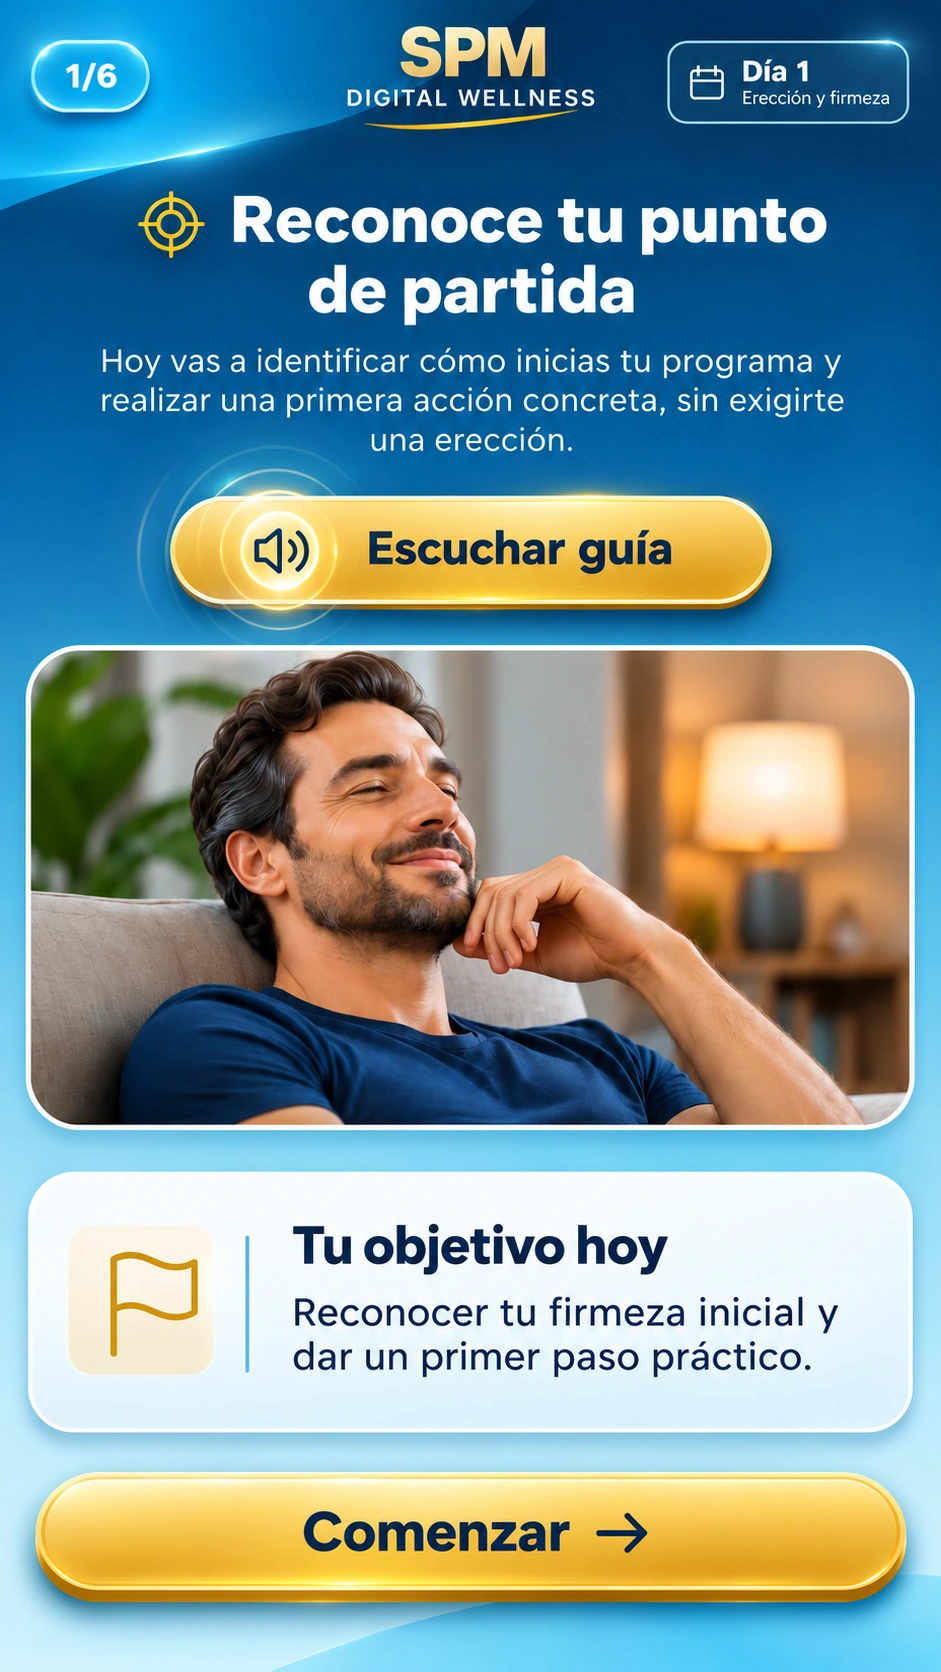 1/6
SPM
DIGITAL WELLNESS
Día 1
Erección y firmeza
Reconoce tu punto
de partida
Hoy vas a identificar cómo inicias tu programa y
realizar una primera acción concreta, sin exigirte
una erección.
Escuchar guía
Tu objetivo hoy
Reconocer tu firmeza inicial y
dar un primer paso práctico.
Comenzar →